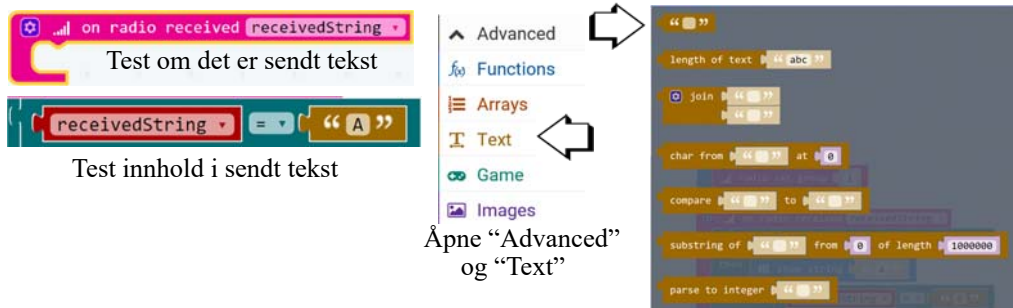 on radio received receivedString
Test om det er sendt tekst
receivedString = “ A ”
Test innhold i sendt tekst
Advanced
Functions
Arrays
Text
Game
Images
Åpne “Advanced”
og “Text”
“ ”
length of text “ abc ”
join “ ”
“ ”
char from “ ” at 0
compare “ ” to “ ”
substring of “ ” from 0 of length 1000000
parse to integer “ ”